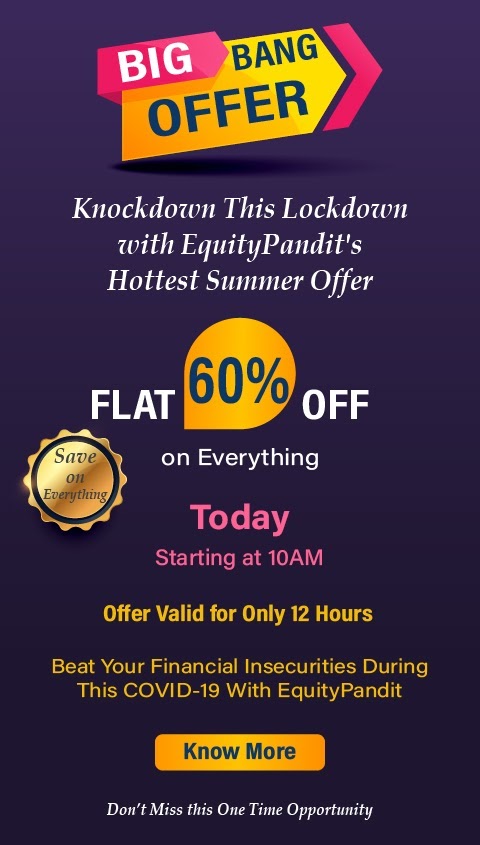 BIG
BANG
OFFER
Knockdown This Lockdown
with EquityPandit's
Hottest Summer Offer
FLAT 60% OFF
on Everything
Save
on
Everything
Today
Starting at 10AM
Offer Valid for Only 12 Hours
Beat Your Financial Insecurities During
This COVID-19 With EquityPandit
Know More
Don't Miss this One Time Opportunity